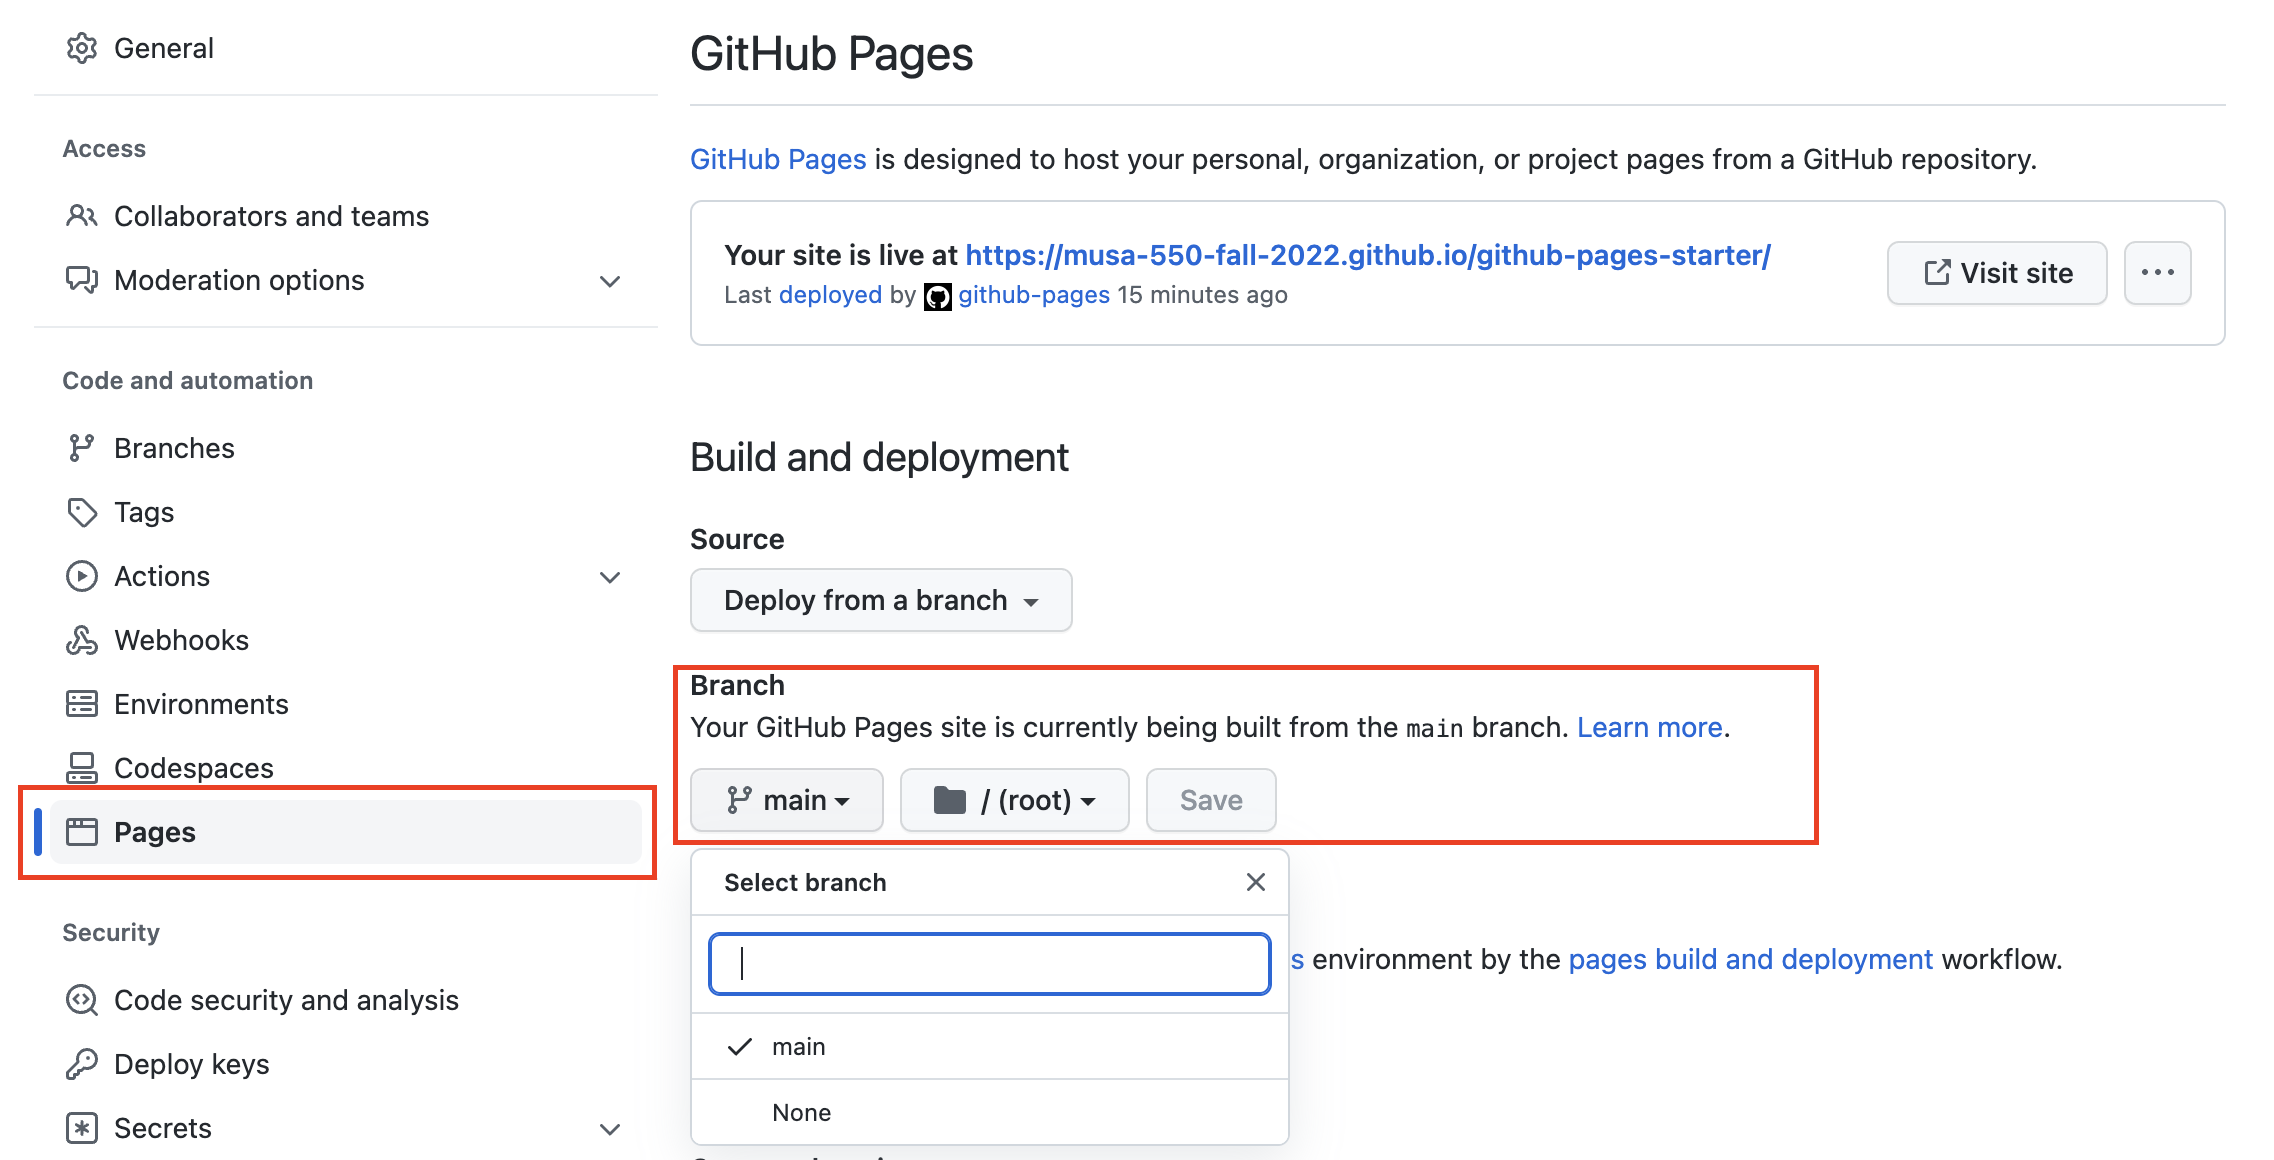 General
Access
Collaborators and teams
Moderation options
Code and automation
Branches
Tags
Actions
Webhooks
Environments
Codespaces
Pages
Security
Code security and analysis
Deploy keys
Secrets
GitHub Pages
GitHub Pages is designed to host your personal, organization, or project pages from a GitHub repository.
Your site is live at https://musa-550-fall-2022.github.io/github-pages-starter/
Last deployed by github-pages 15 minutes ago
Visit site
Build and deployment
Source
Deploy from a branch
Branch
Your GitHub Pages site is currently being built from the main branch. Learn more.
main
/ (root)
Save
Select branch
s environment by the pages build and deployment workflow.
main
None